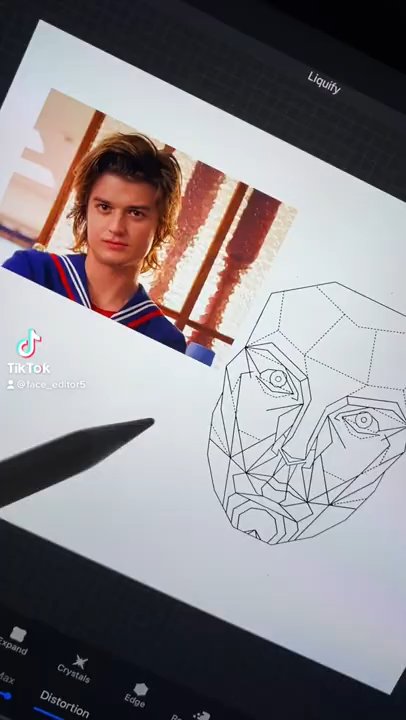 Liquify
TikTok
@face_editor5
Expand
Crystals
Edge
Max
Distortion